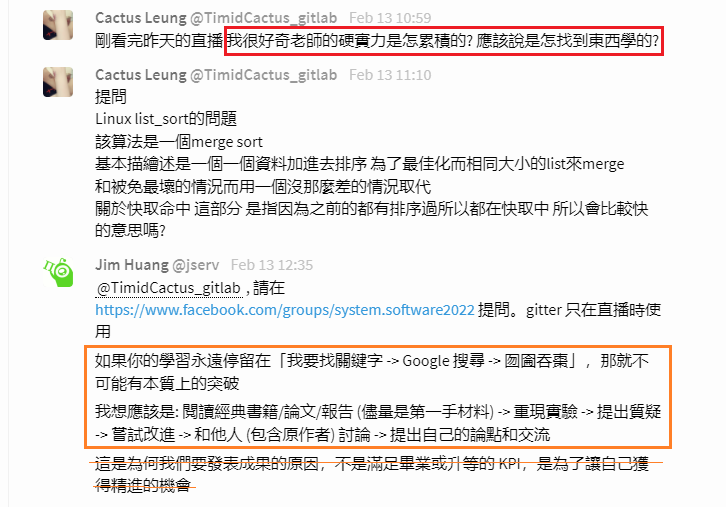 Cactus Leung @TimidCactus_gitlab Feb 13 10:59
剛看完昨天的直播 我很好奇老師的硬實力是怎累積的? 應該說是怎找到東西學的?
Cactus Leung @TimidCactus_gitlab Feb 13 11:10
提問
Linux list_sort的問題
該算法是一個merge sort
基本描繪述是一個一個資料加進去排序 為了最佳化而相同大小的list來merge
和被免最壞的情況而用一個沒那麼差的情況取代
關於快取命中 這部分 是指因為之前的都有排序過所以都在快取中 所以會比較快
的意思嗎?
Jim Huang @jserv Feb 13 12:35
@TimidCactus_gitlab , 請在
https://www.facebook.com/groups/system.software2022 提問。gitter 只在直播時使
用
如果你的學習永遠停留在「我要找關鍵字 -> Google 搜尋 -> 囫圇吞棗」, 那就不
可能有本質上的突破
我想應該是: 閱讀經典書籍/論文/報告 (儘量是第一手材料) -> 重現實驗 -> 提出質疑
-> 嘗試改進 -> 和他人 (包含原作者) 討論 -> 提出自己的論點和交流
這是為何我們要發表成果的原因，不是滿足畢業或升等的 KPI，是為了讓自己獲
得精進的機會